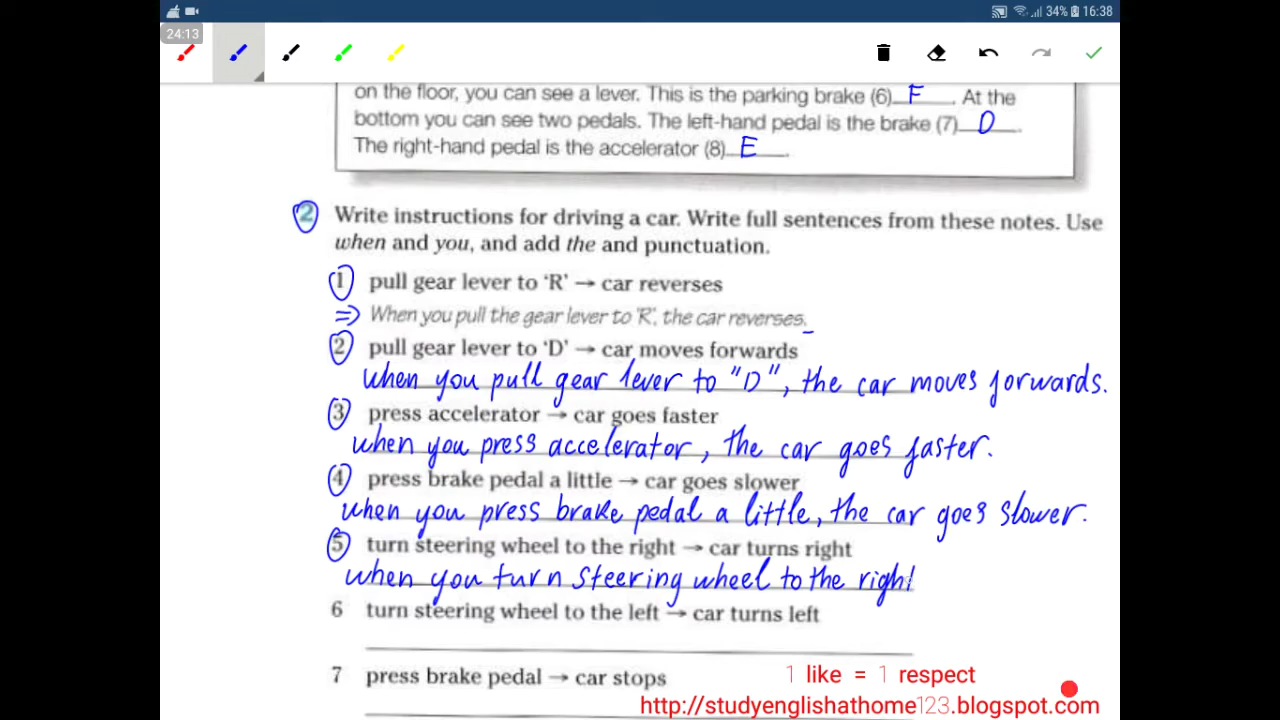 34% 16:38
24:13
on the floor, you can see a lever. This is the parking brake (6) F . At the
bottom you can see two pedals. The left-hand pedal is the brake (7) D .
The right-hand pedal is the accelerator (8) E .
2 Write instructions for driving a car. Write full sentences from these notes. Use
when and you, and add the and punctuation.
1 pull gear lever to 'R' → car reverses
⇒ When you pull the gear lever to 'R', the car reverses.
2 pull gear lever to 'D' → car moves forwards
when you pull gear lever to "D", the car moves forwards.
3 press accelerator → car goes faster
when you press accelerator, the car goes faster.
4 press brake pedal a little → car goes slower
when you press brake pedal a little, the car goes slower.
5 turn steering wheel to the right → car turns right
when you turn steering wheel to the right
6 turn steering wheel to the left → car turns left
7 press brake pedal → car stops
1 like = 1 respect
http://studyenglishathome123.blogspot.com